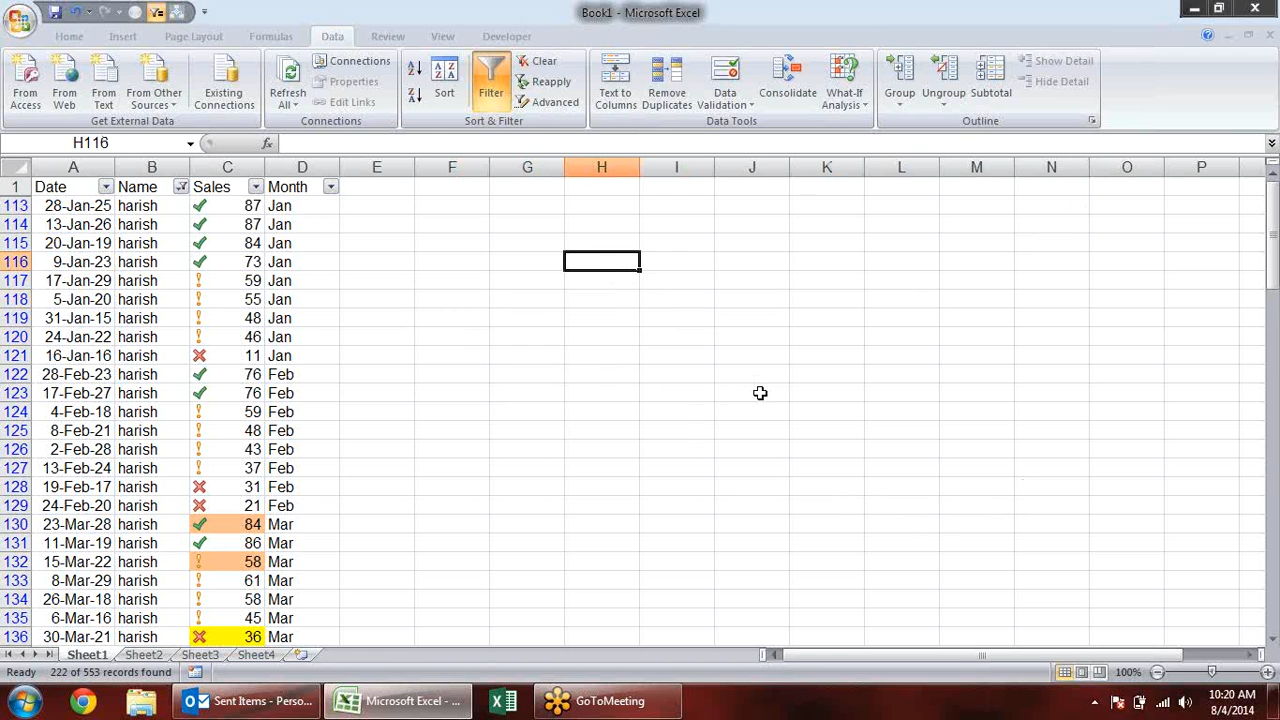 Book1 - Microsoft Excel
Home Insert Page Layout Formulas Data Review View Developer
From Access
From Web
From Text
From Other Sources
Existing Connections
Get External Data
Refresh All
Connections
Properties
Edit Links
Connections
Sort
Filter
Clear
Reapply
Advanced
Sort & Filter
Text to Columns
Remove Duplicates
Data Validation
Consolidate
What-If Analysis
Data Tools
Group
Ungroup
Subtotal
Show Detail
Hide Detail
Outline
H116 fx
A B C D E F G H I J K L M N O P
1 Date Name Sales Month
113 28-Jan-25 harish 87 Jan
114 13-Jan-26 harish 87 Jan
115 20-Jan-19 harish 84 Jan
116 9-Jan-23 harish 73 Jan
117 17-Jan-29 harish 59 Jan
118 5-Jan-20 harish 55 Jan
119 31-Jan-15 harish 48 Jan
120 24-Jan-22 harish 46 Jan
121 16-Jan-16 harish 11 Jan
122 28-Feb-23 harish 76 Feb
123 17-Feb-27 harish 76 Feb
124 4-Feb-18 harish 59 Feb
125 8-Feb-21 harish 48 Feb
126 2-Feb-28 harish 43 Feb
127 13-Feb-24 harish 37 Feb
128 19-Feb-17 harish 31 Feb
129 24-Feb-20 harish 21 Feb
130 23-Mar-28 harish 84 Mar
131 11-Mar-19 harish 86 Mar
132 15-Mar-22 harish 58 Mar
133 8-Mar-29 harish 61 Mar
134 26-Mar-18 harish 58 Mar
135 6-Mar-16 harish 45 Mar
136 30-Mar-21 harish 36 Mar
Sheet1 Sheet2 Sheet3 Sheet4
Ready 222 of 553 records found 100%
Sent Items - Perso... Microsoft Excel - ... GoToMeeting
10:20 AM
8/4/2014